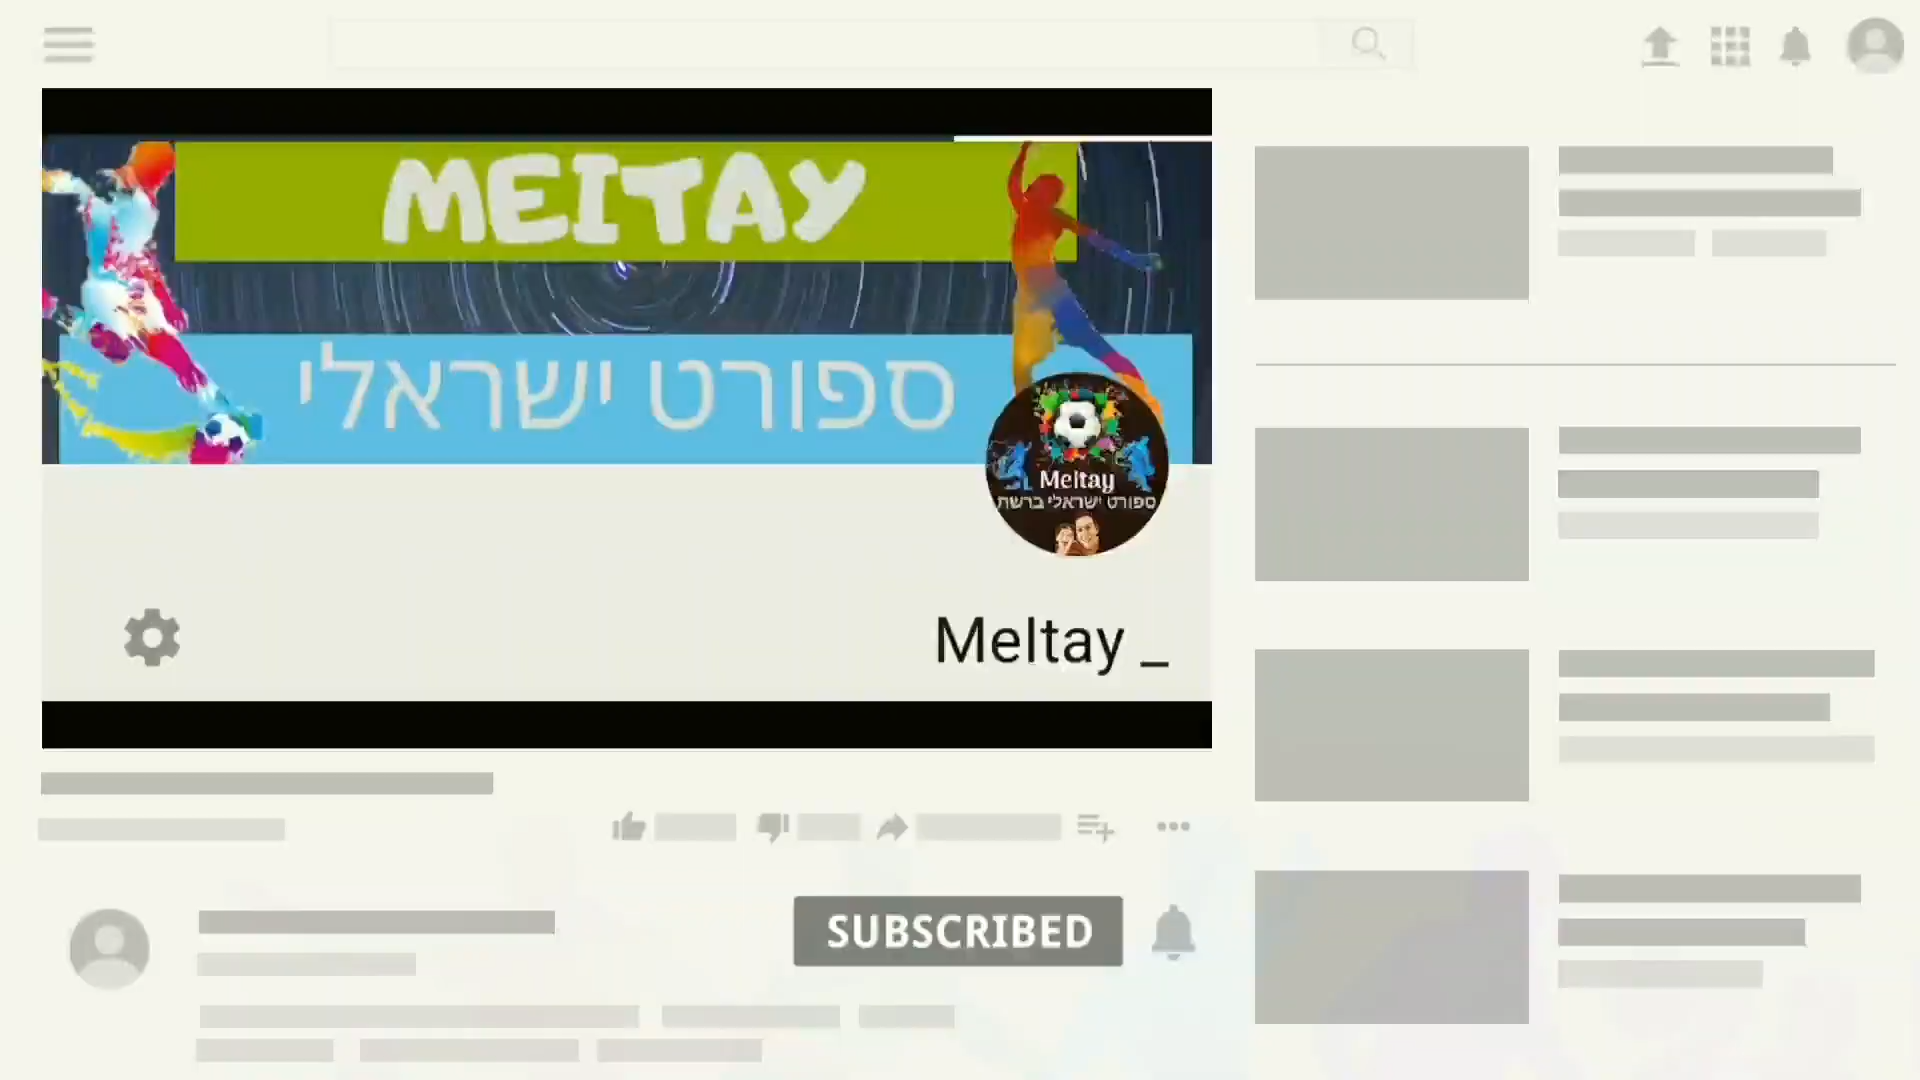 MEITAY
ספורט ישראלי
Meltay
ספורט ישראלי ברשת
Meltay _
SUBSCRIBED